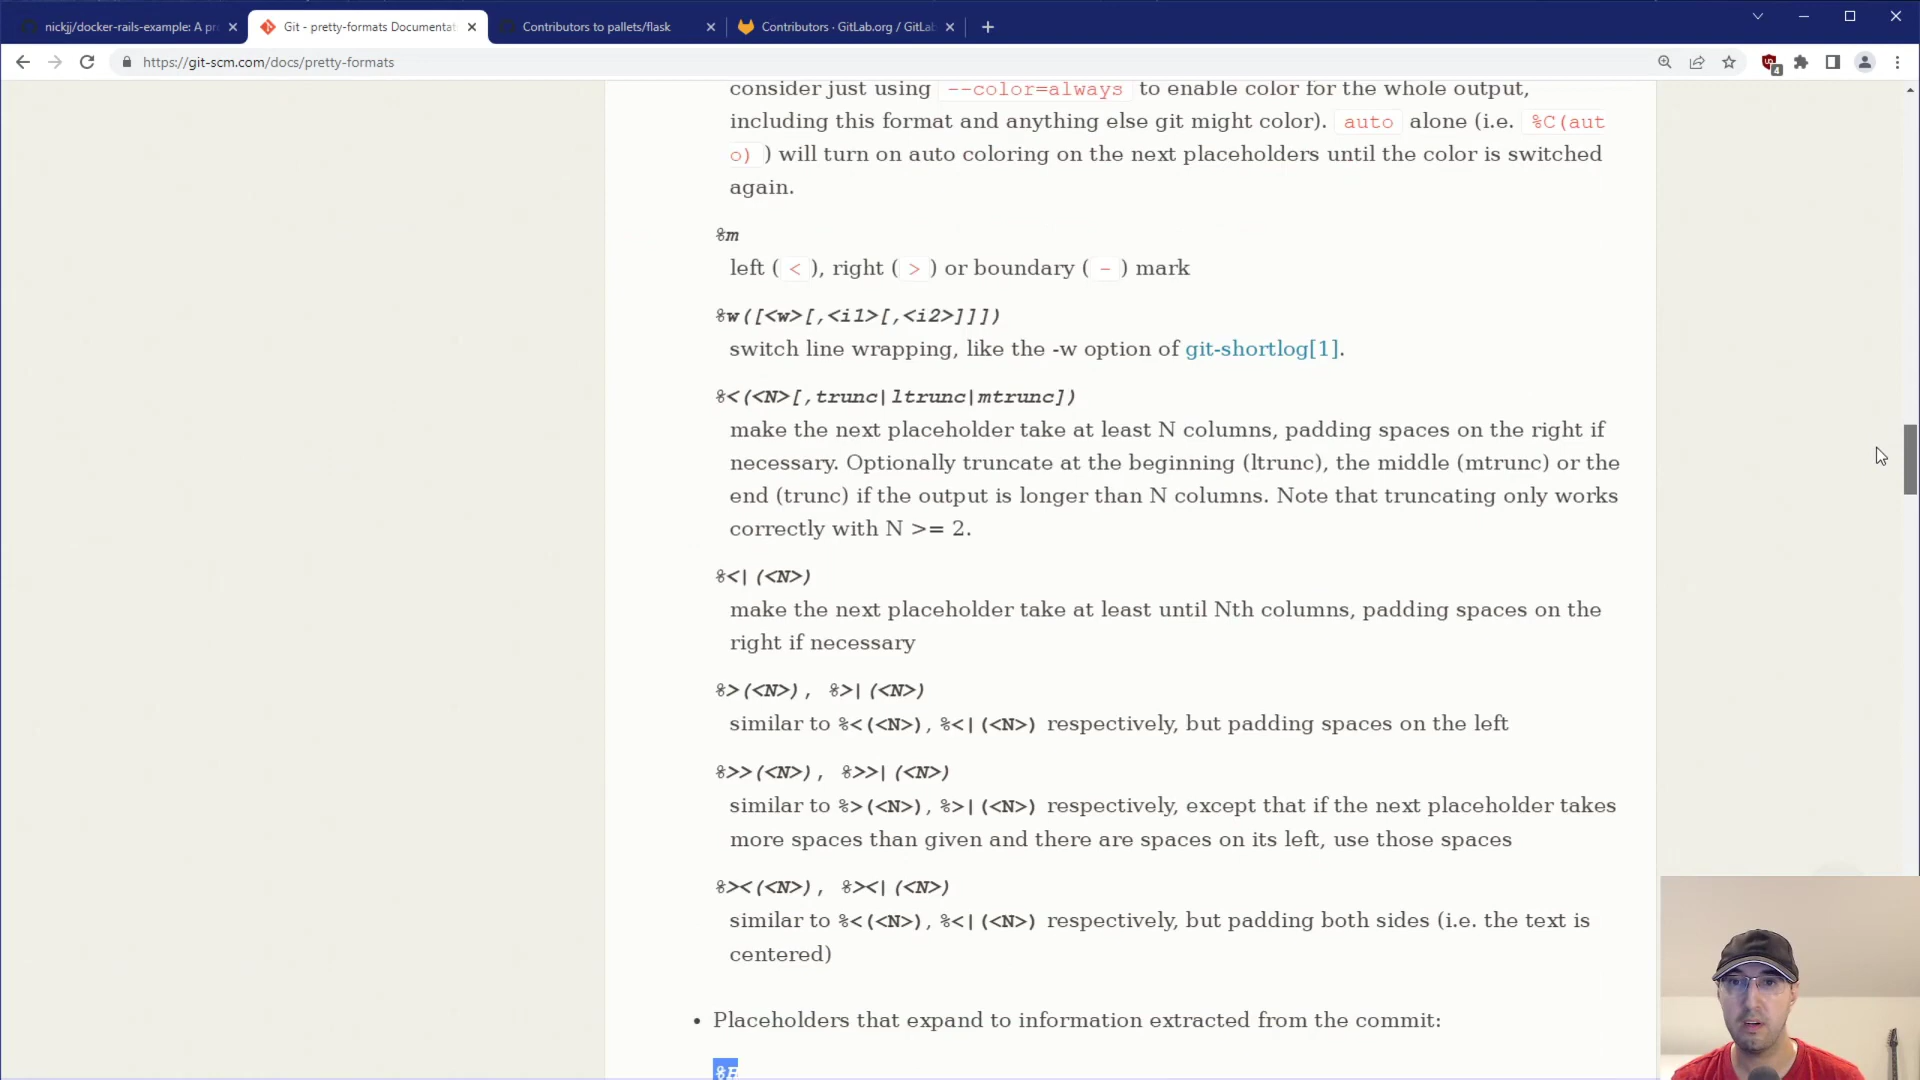 nickjj/docker-rails-example: A pr
Git - pretty-formats Documentat
Contributors to pallets/flask
Contributors · GitLab.org / GitLab
https://git-scm.com/docs/pretty-formats
4
consider just using --color=always to enable color for the whole output,
including this format and anything else git might color). auto alone (i.e. %C(aut
o) ) will turn on auto coloring on the next placeholders until the color is switched
again.
%m
left ( < ), right ( > ) or boundary ( - ) mark
%w([<w>[,<i1>[,<i2>]]])
switch line wrapping, like the -w option of git-shortlog[1].
%<(<N>[,trunc|ltrunc|mtrunc])
make the next placeholder take at least N columns, padding spaces on the right if
necessary. Optionally truncate at the beginning (ltrunc), the middle (mtrunc) or the
end (trunc) if the output is longer than N columns. Note that truncating only works
correctly with N >= 2.
%<|(<N>)
make the next placeholder take at least until Nth columns, padding spaces on the
right if necessary
%>(<N>), %>|(<N>)
similar to %<(<N>), %<|(<N>) respectively, but padding spaces on the left
%>>(<N>), %>>|(<N>)
similar to %>(<N>), %>|(<N>) respectively, except that if the next placeholder takes
more spaces than given and there are spaces on its left, use those spaces
%><(<N>), %><|(<N>)
similar to %<(<N>), %<|(<N>) respectively, but padding both sides (i.e. the text is
centered)
• Placeholders that expand to information extracted from the commit:
%H